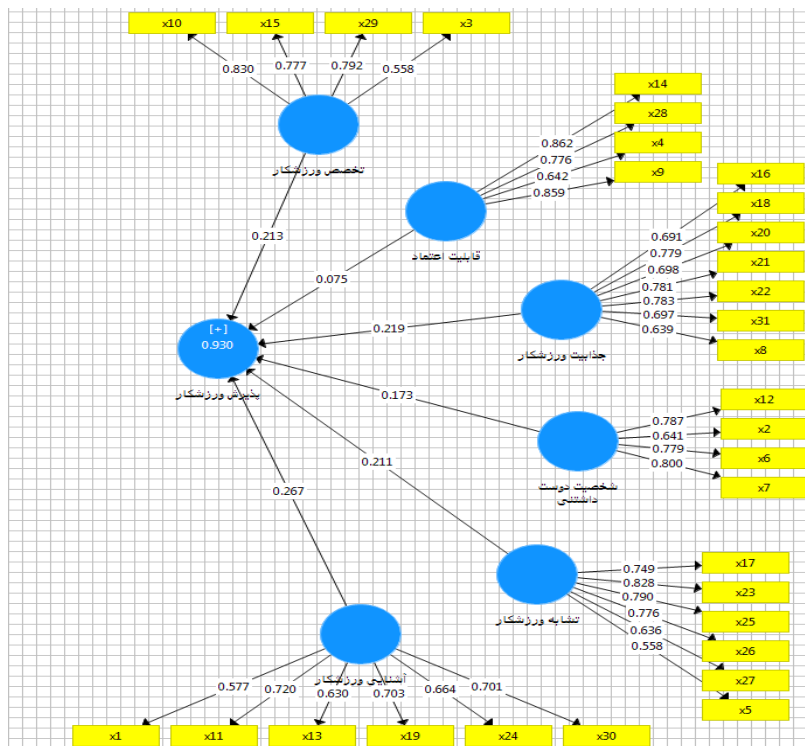 x10
x15
x29
x3
0.830
0.777
0.792
0.558
تخصص ورزشکار
x14
x28
x4
x9
0.862
0.776
0.642
0.859
قابلیت اعتماد
x16
x18
x20
x21
x22
x31
x8
0.691
0.779
0.698
0.781
0.783
0.697
0.639
جذابیت ورزشکار
0.213
0.075
0.219
[+]
0.930
پذیرش ورزشکار
0.173
0.211
0.267
x12
x2
x6
x7
0.787
0.641
0.779
0.800
شخصیت دوست
داشتنی
x17
x23
x25
x26
x27
x5
0.749
0.828
0.790
0.776
0.636
0.558
تشابه ورزشکار
آشنایی ورزشکار
0.577
0.720
0.630
0.703
0.664
0.701
x1
x11
x13
x19
x24
x30